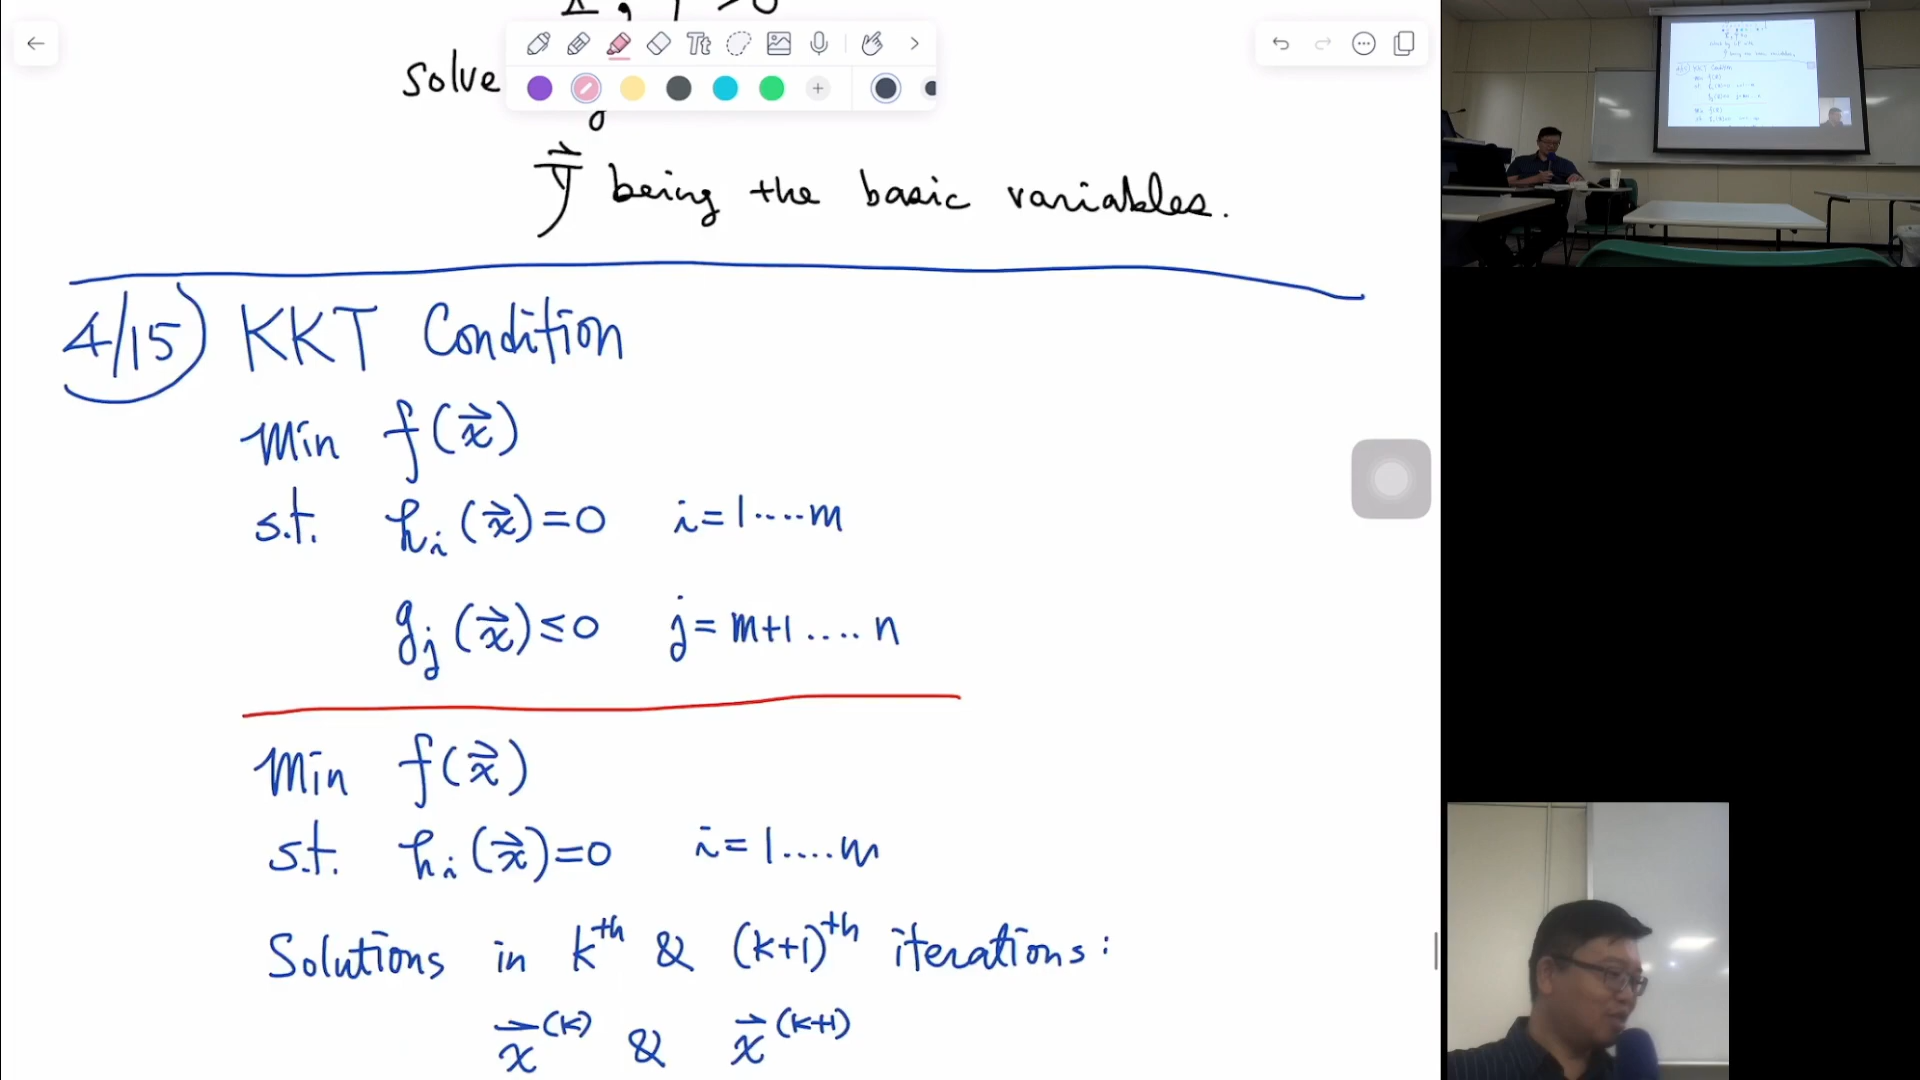 Tt
solve
y⃗ being the basic variables.
4/15) KKT Condition
Min f(x⃗)
s.t. hᵢ(x⃗)=0 i=1....m
gⱼ(x⃗)≤0 j=m+1....n
Min f(x⃗)
s.t. hᵢ(x⃗)=0 i=1....m
Solutions in kᵗʰ & (k+1)ᵗʰ iterations:
x⃗⁽ᴷ⁾ & x⃗⁽ᴷ⁺¹⁾